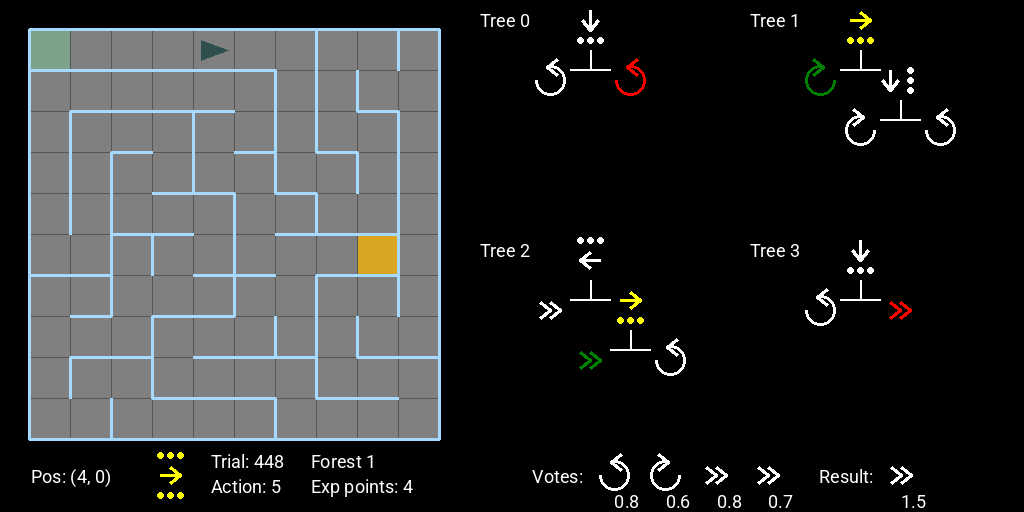 Tree 0
Tree 1
Tree 2
Tree 3
Pos: (4, 0)
Trial: 448
Forest 1
Action: 5
Exp points: 4
Votes:
0.8
0.6
0.8
0.7
Result:
1.5